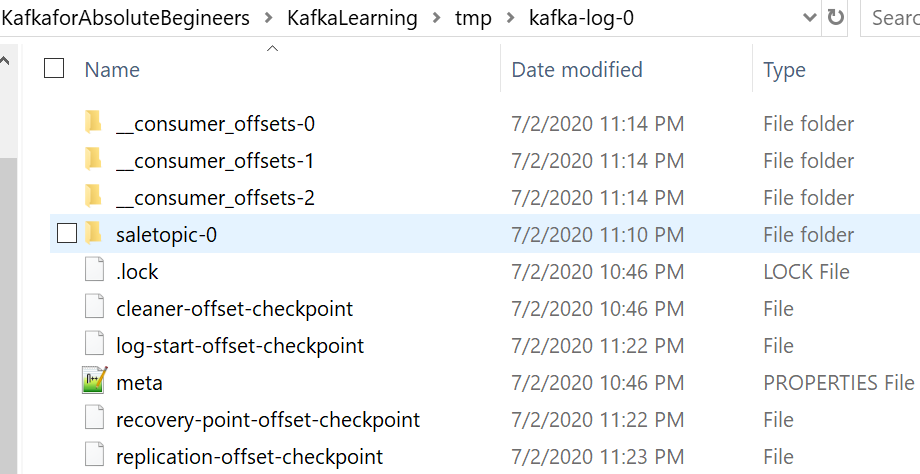 KafkaforAbsoluteBegineers > KafkaLearning > tmp > kafka-log-0 Searc
Name Date modified Type
__consumer_offsets-0 7/2/2020 11:14 PM File folder
__consumer_offsets-1 7/2/2020 11:14 PM File folder
__consumer_offsets-2 7/2/2020 11:14 PM File folder
saletopic-0 7/2/2020 11:10 PM File folder
.lock 7/2/2020 10:46 PM LOCK File
cleaner-offset-checkpoint 7/2/2020 10:46 PM File
log-start-offset-checkpoint 7/2/2020 11:22 PM File
meta 7/2/2020 10:46 PM PROPERTIES File
recovery-point-offset-checkpoint 7/2/2020 11:22 PM File
replication-offset-checkpoint 7/2/2020 11:23 PM File